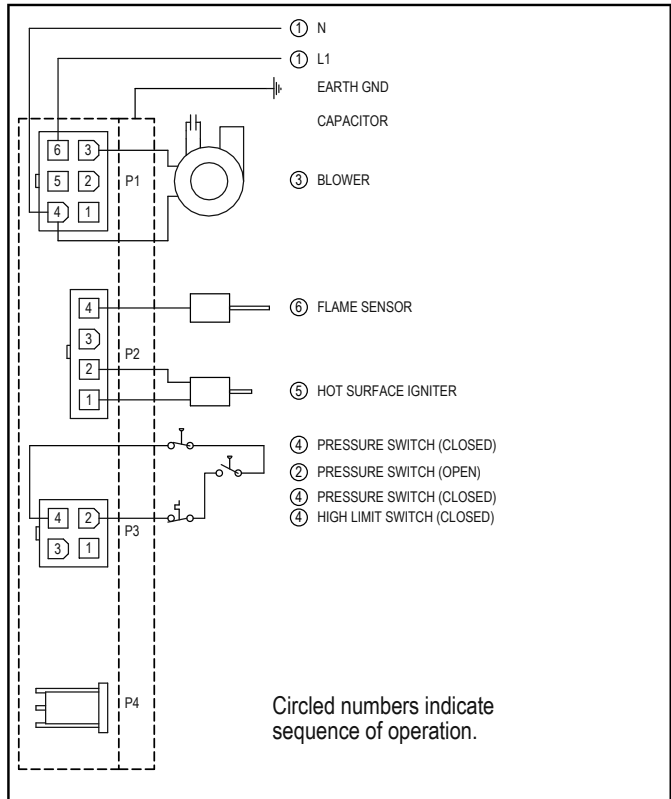 ① N
① L1
EARTH GND
CAPACITOR
6 3
5 2 P1
③ BLOWER
4 1
4
⑥ FLAME SENSOR
3
P2
2
⑤ HOT SURFACE IGNITER
1
④ PRESSURE SWITCH (CLOSED)
② PRESSURE SWITCH (OPEN)
④ PRESSURE SWITCH (CLOSED)
④ HIGH LIMIT SWITCH (CLOSED)
4 2 P3
3 1
P4
Circled numbers indicate
sequence of operation.